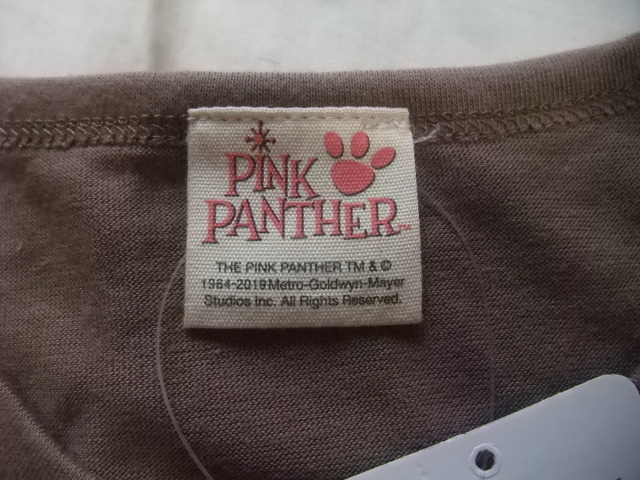 PINK
PANTHER™
THE PINK PANTHER TM & ©
1964-2019 Metro-Goldwyn-Mayer
Studios Inc. All Rights Reserved.